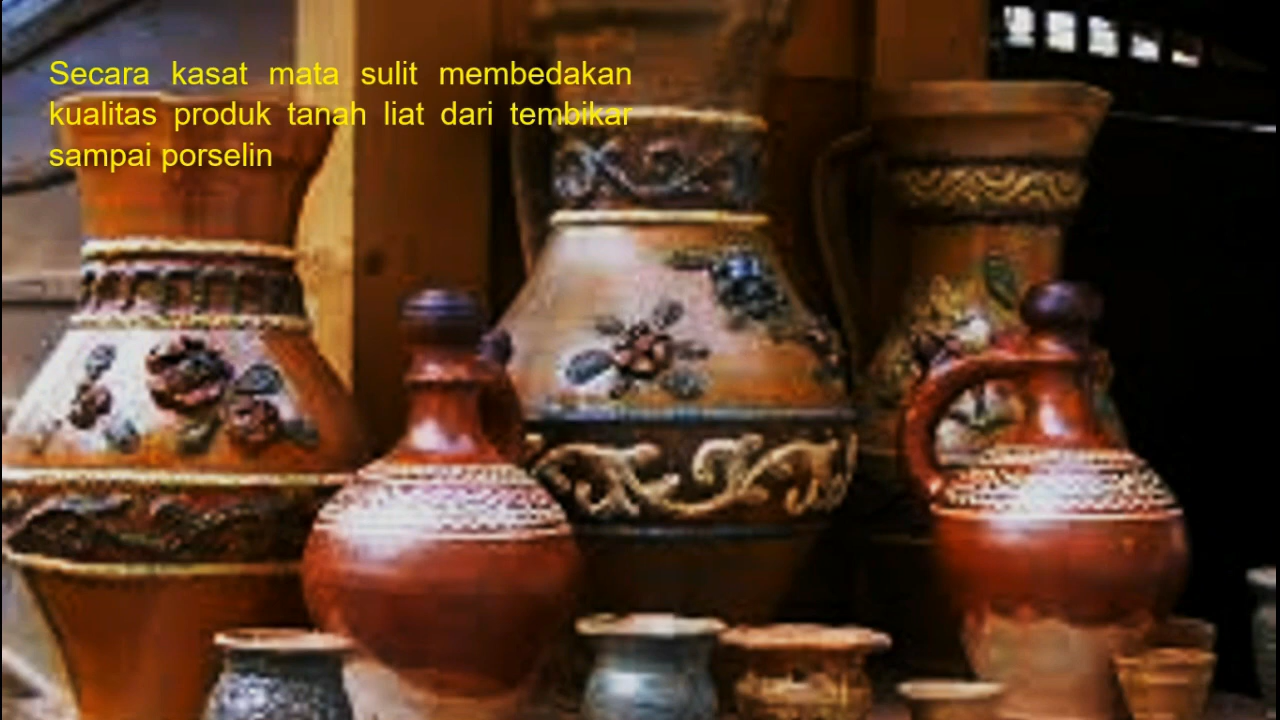 Secara kasat mata sulit membedakan
kualitas produk tanah liat dari tembikar
sampai porselin